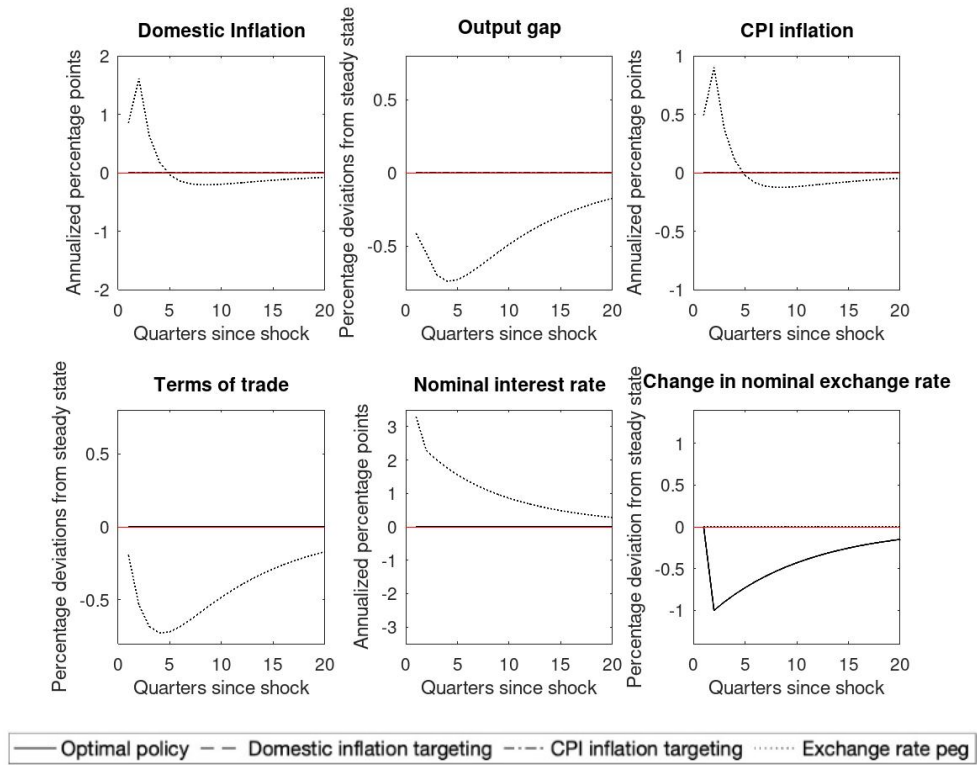 Domestic Inflation
Annualized percentage points
2
1
0
-1
-2
0 5 10 15 20
Quarters since shock
Output gap
Percentage deviations from steady state
0.5
0
-0.5
0 5 10 15 20
Quarters since shock
CPI inflation
Annualized percentage points
1
0.5
0
-0.5
-1
0 5 10 15 20
Quarters since shock
Terms of trade
Percentage deviations from steady state
0.5
0
-0.5
0 5 10 15 20
Quarters since shock
Nominal interest rate
Annualized percentage points
3
2
1
0
-1
-2
-3
0 5 10 15 20
Quarters since shock
Change in nominal exchange rate
Percentage deviation from steady state
1
0.5
0
-0.5
-1
0 5 10 15 20
Quarters since shock
Optimal policy Domestic inflation targeting CPI inflation targeting Exchange rate peg